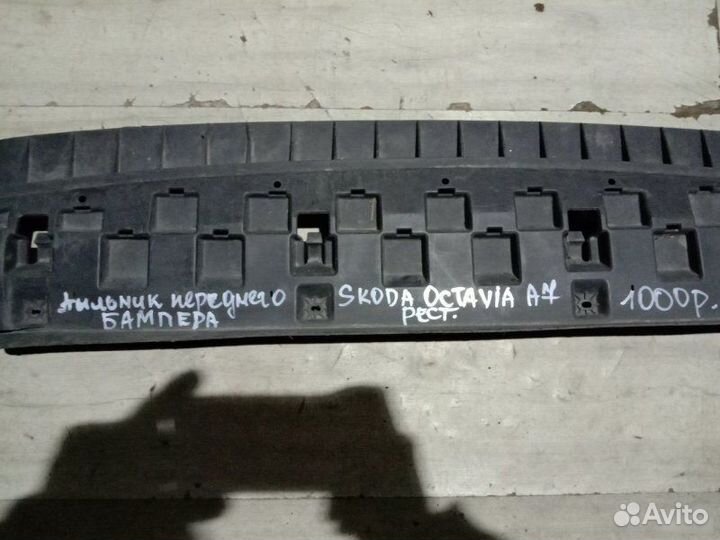 пыльник переднего
БАМПЕРА
SKODA OCTAVIA A7
РЕСТ.
1000р.
Avito